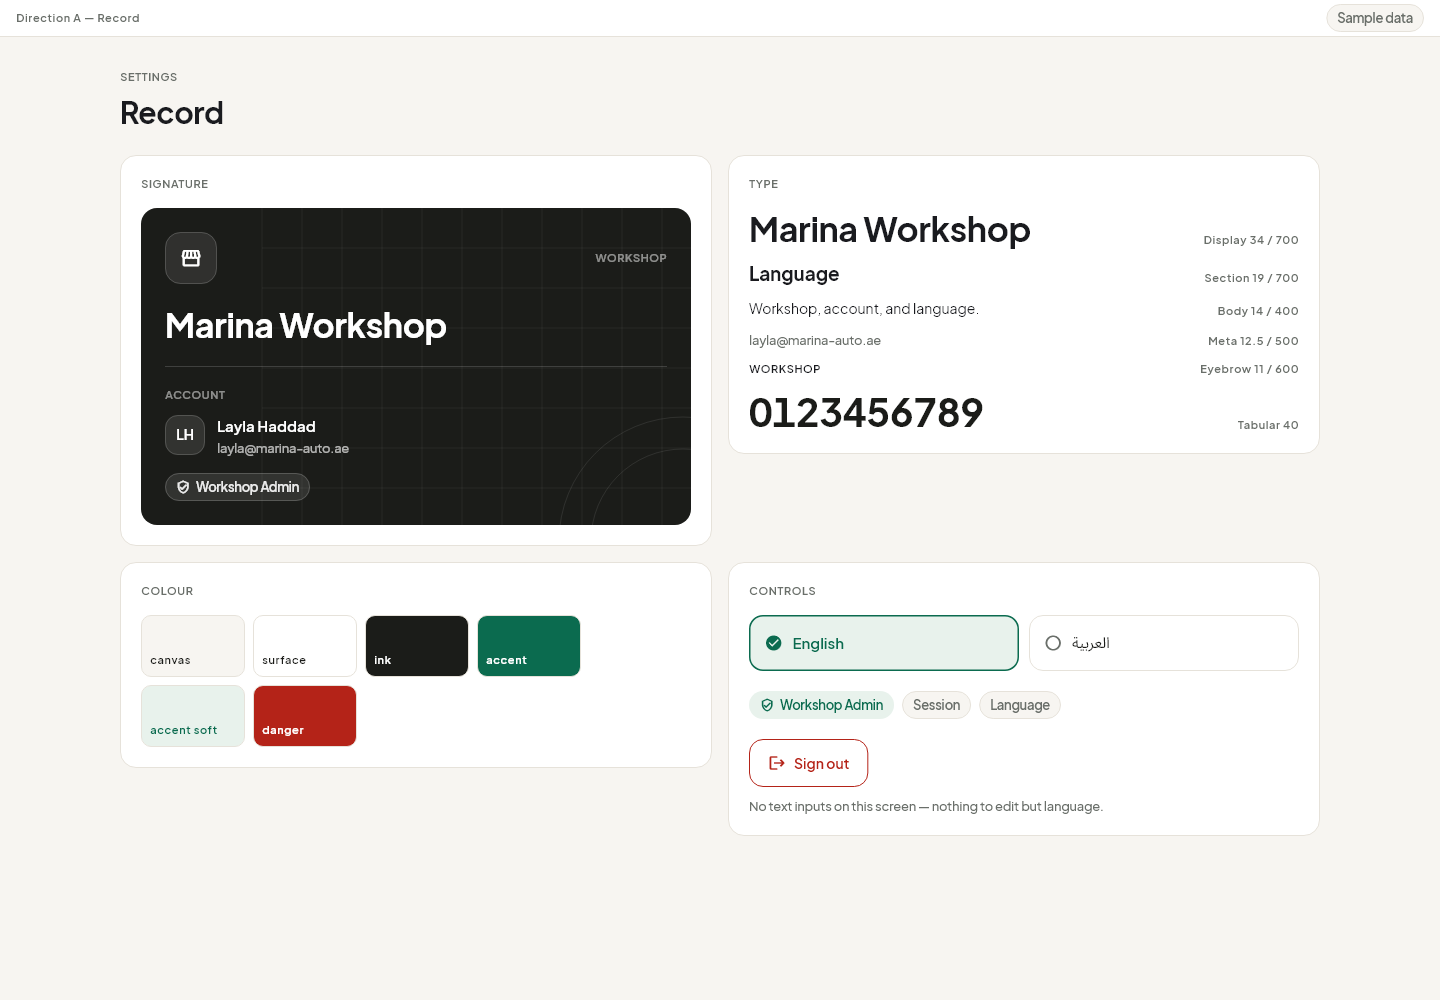 Direction A — Record
Sample data
SETTINGS
Record
SIGNATURE
WORKSHOP
Marina Workshop
ACCOUNT
LH
Layla Haddad
layla@marina-auto.ae
Workshop Admin
TYPE
Marina Workshop
Display 34 / 700
Language
Section 19 / 700
Workshop, account, and language.
Body 14 / 400
layla@marina-auto.ae
Meta 12.5 / 500
WORKSHOP
Eyebrow 11 / 600
0123456789
Tabular 40
COLOUR
canvas
surface
ink
accent
accent soft
danger
CONTROLS
English
العربية
Workshop Admin
Session
Language
Sign out
No text inputs on this screen — nothing to edit but language.